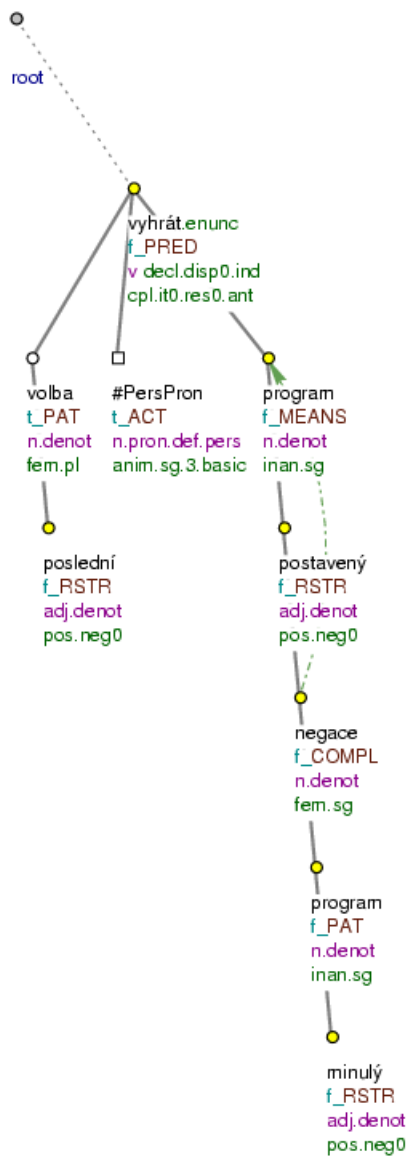 root
vyhrát.enunc
f_PRED
v decl.disp0.ind
cpl.it0.res0.ant
volba
t_PAT
n.denot
fem.pl
#PersPron
t_ACT
n.pron.def.pers
anim.sg.3.basic
program
f_MEANS
n.denot
inan.sg
poslední
f_RSTR
adj.denot
pos.neg0
postavený
f_RSTR
adj.denot
pos.neg0
negace
f_COMPL
n.denot
fem.sg
program
f_PAT
n.denot
inan.sg
minulý
f_RSTR
adj.denot
pos.neg0